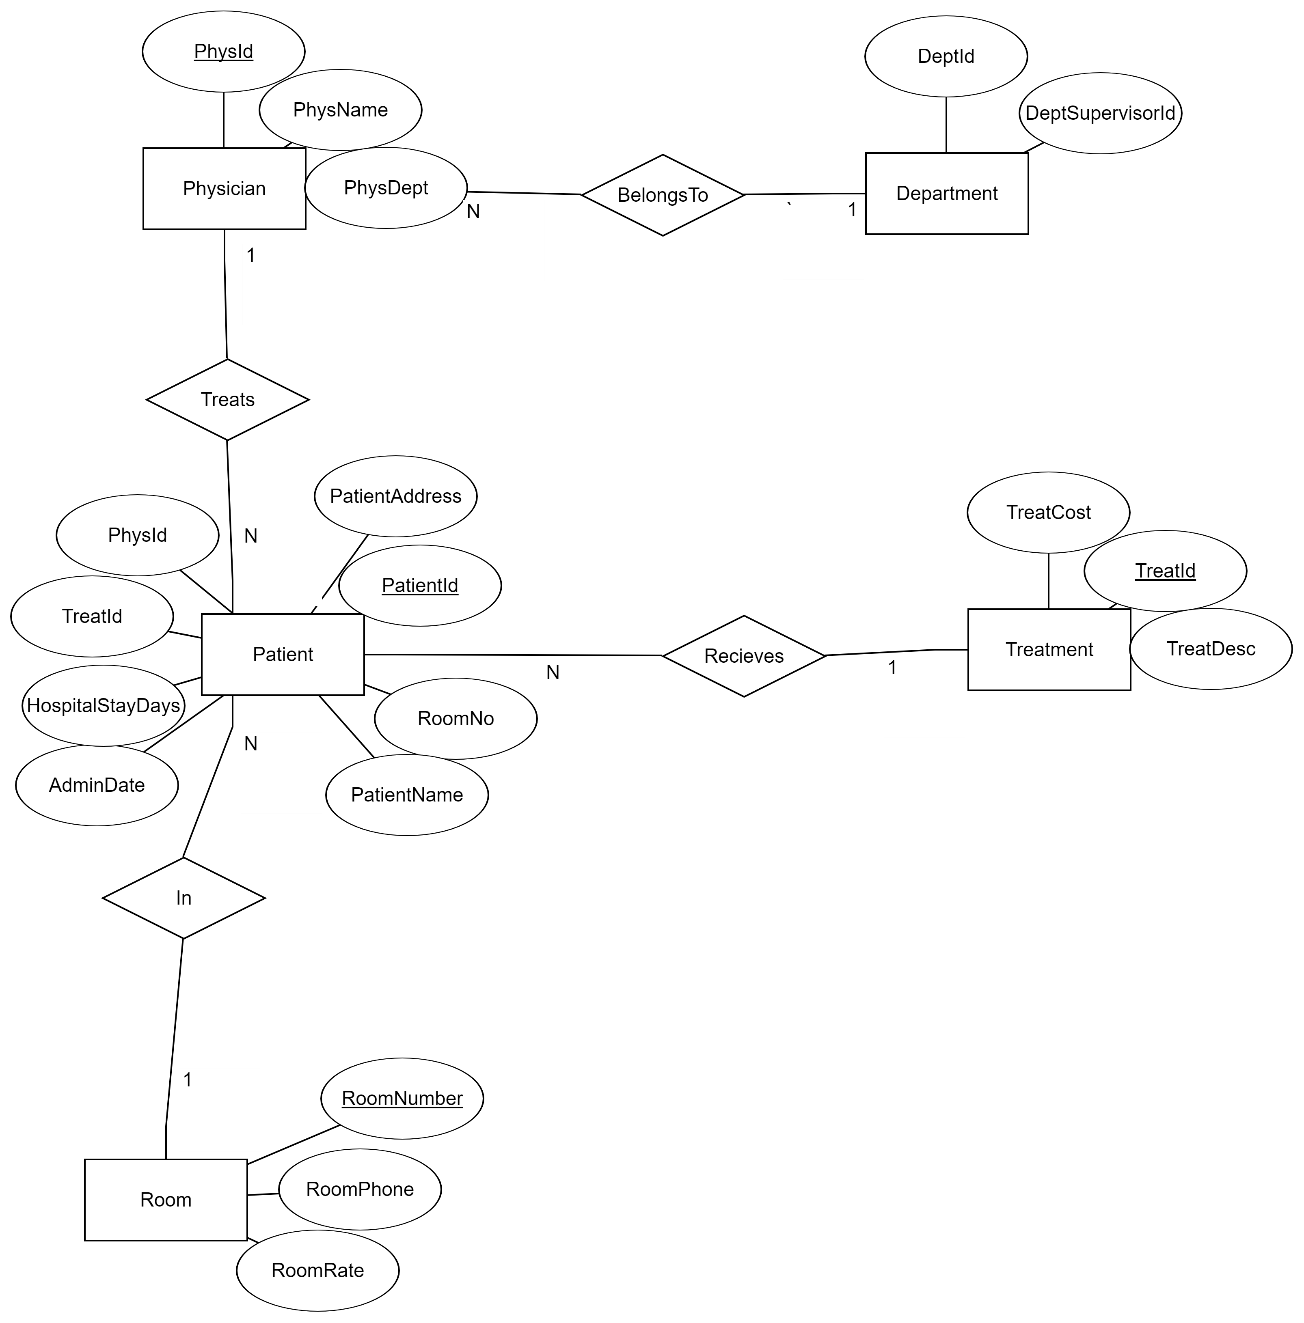 PhysId
DeptId
PhysName
DeptSupervisorId
Physician
PhysDept
N
BelongsTo
`
1
Department
1
Treats
PatientAddress
PhysId
N
TreatCost
PatientId
TreatId
TreatId
Patient
N
Recieves
1
Treatment
TreatDesc
HospitalStayDays
RoomNo
N
AdminDate
PatientName
In
1
RoomNumber
RoomPhone
Room
RoomRate